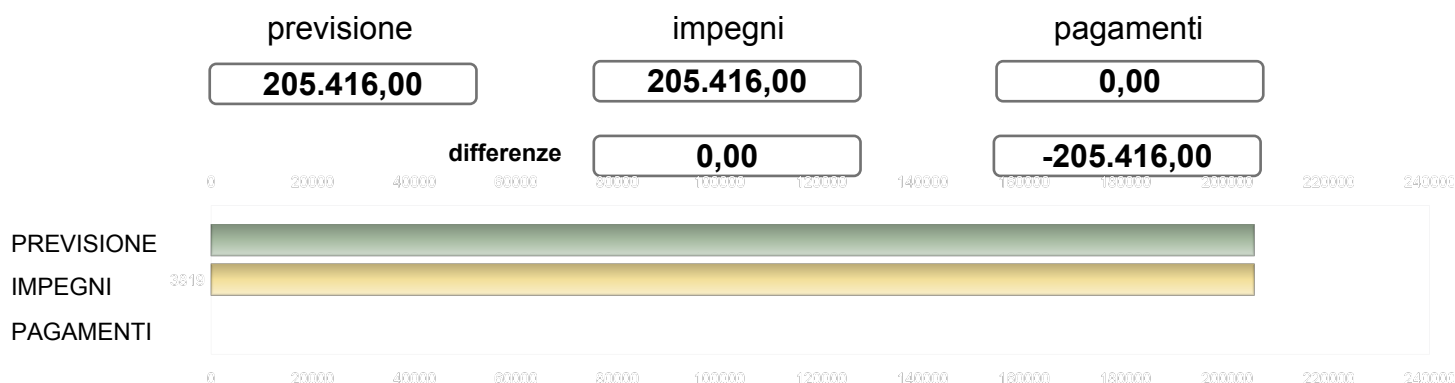 previsione impegni pagamenti
205.416,00 205.416,00 0,00
differenze 0,00 -205.416,00
0 20000 40000 60000 80000 100000 120000 140000 160000 180000 200000 220000 240000
PREVISIONE
3819
IMPEGNI
PAGAMENTI
0 20000 40000 60000 80000 100000 120000 140000 160000 180000 200000 220000 240000